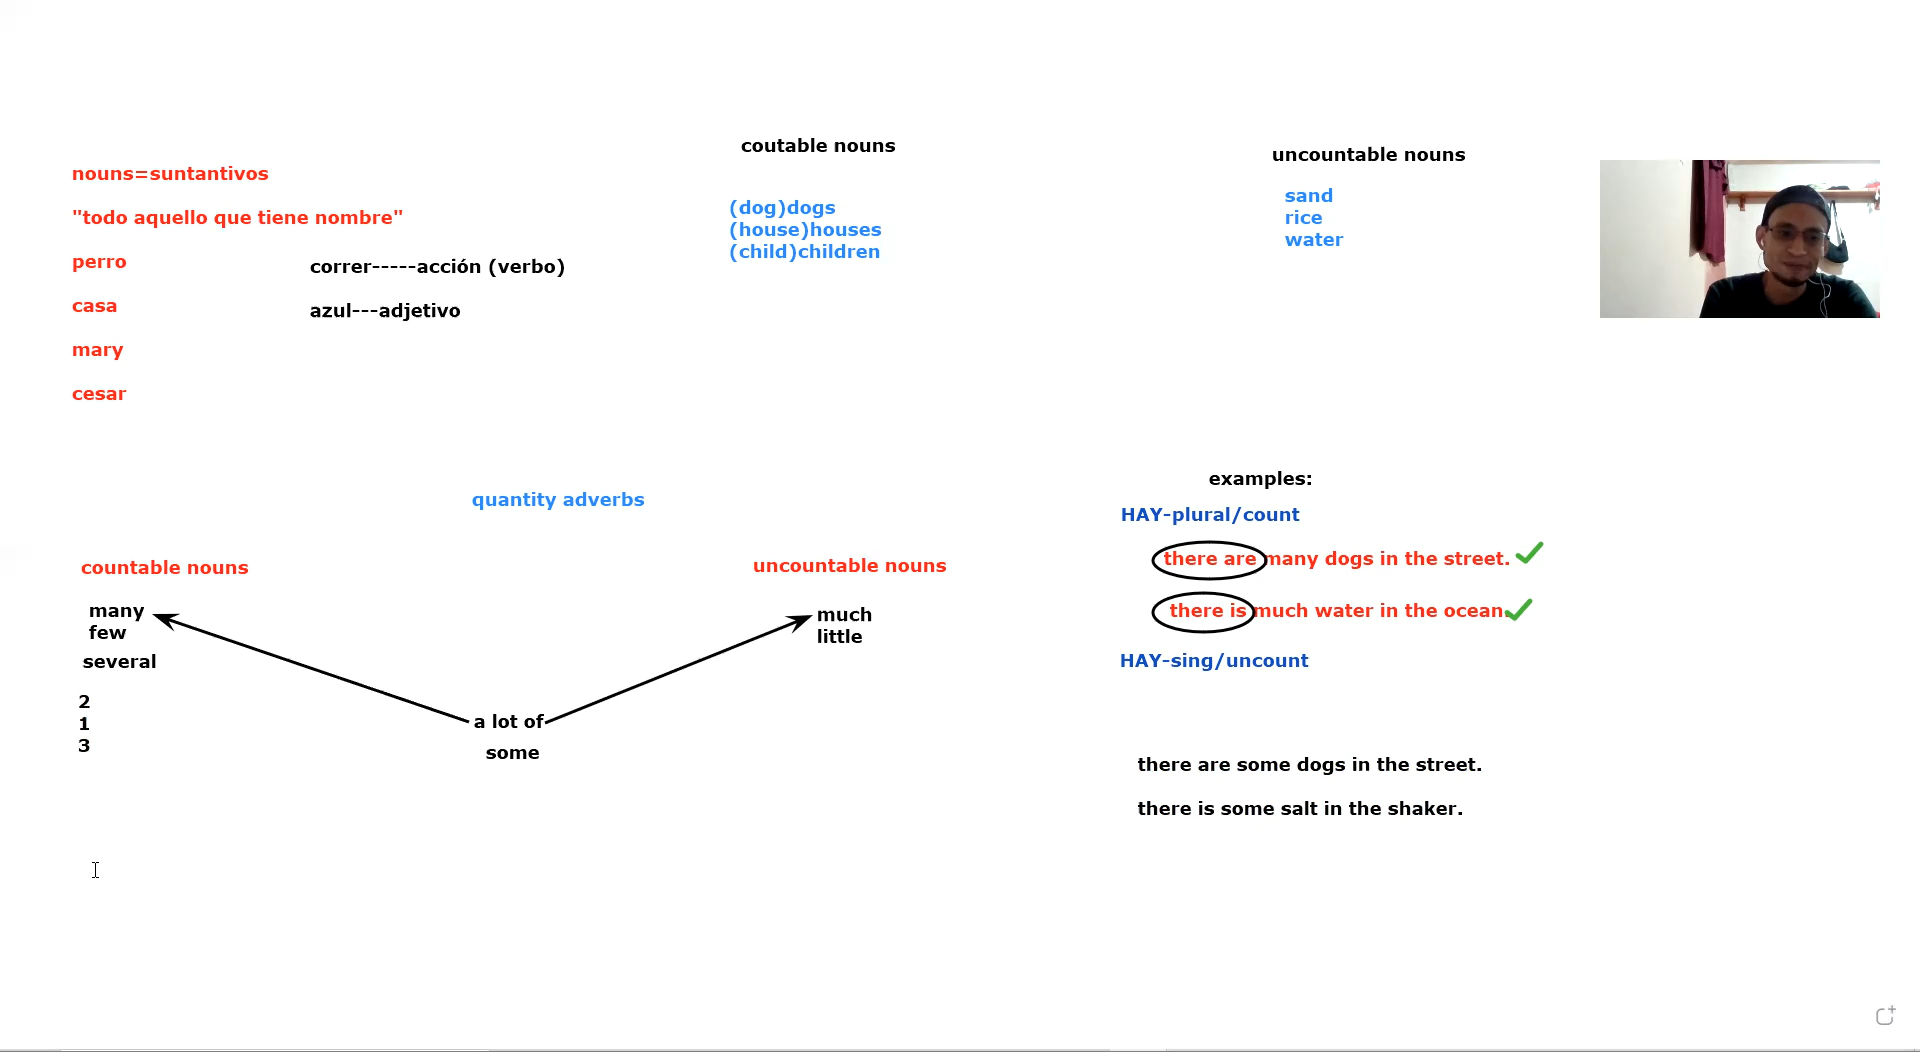 nouns=suntantivos
"todo aquello que tiene nombre"
perro
casa
mary
cesar
correr-----acción (verbo)
azul---adjetivo
coutable nouns
(dog)dogs
(house)houses
(child)children
uncountable nouns
sand
rice
water
quantity adverbs
countable nouns
many
few
several
2
1
3
a lot of
some
uncountable nouns
much
little
examples:
HAY-plural/count
there are many dogs in the street.
there is much water in the ocean.
HAY-sing/uncount
there are some dogs in the street.
there is some salt in the shaker.